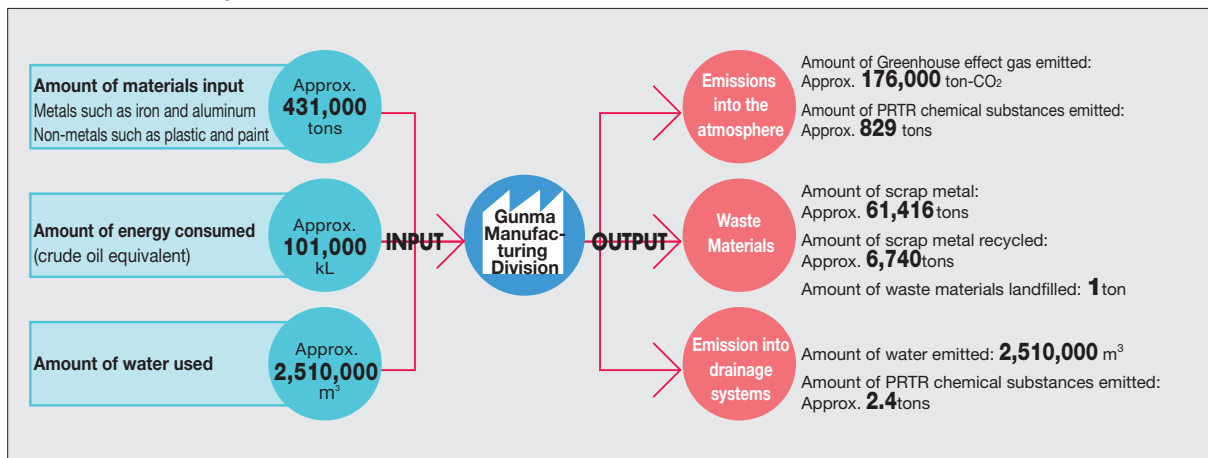 Amount of materials input
Metals such as iron and aluminum
Non-metals such as plastic and paint
Approx.
431,000
tons
Amount of energy consumed
(crude oil equivalent)
Approx.
101,000
kL
Amount of water used
Approx.
2,510,000
m³
INPUT
Gunma
Manufac-
turing
Division
OUTPUT
Emissions
into the
atmosphere
Amount of Greenhouse effect gas emitted:
Approx. 176,000 ton-CO₂
Amount of PRTR chemical substances emitted:
Approx. 829 tons
Waste
Materials
Amount of scrap metal:
Approx. 61,416 tons
Amount of scrap metal recycled:
Approx. 6,740tons
Amount of waste materials landfilled: 1 ton
Emission into
drainage
systems
Amount of water emitted: 2,510,000 m³
Amount of PRTR chemical substances emitted:
Approx. 2.4tons